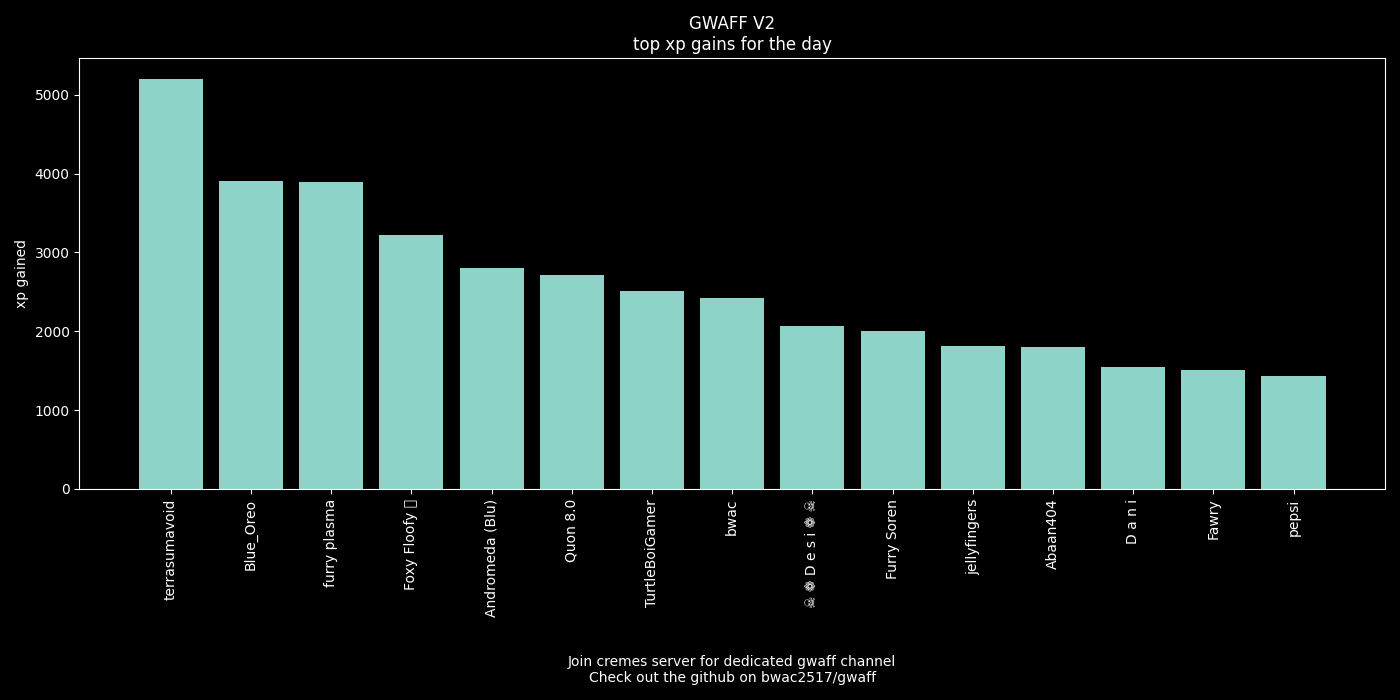 GWAFF V2
top xp gains for the day
xp gained
5000
4000
3000
2000
1000
0
terrasumavoid
Blue_Oreo
furry plasma
Foxy Floofy
Andromeda (Blu)
Quon 8.0
TurtleBoiGamer
bwac
☠ ❁ D e s i ❁ ☠
Furry Soren
jellyfingers
Abaan404
D a n i
Fawry
pepsi
Join cremes server for dedicated gwaff channel
Check out the github on bwac2517/gwaff